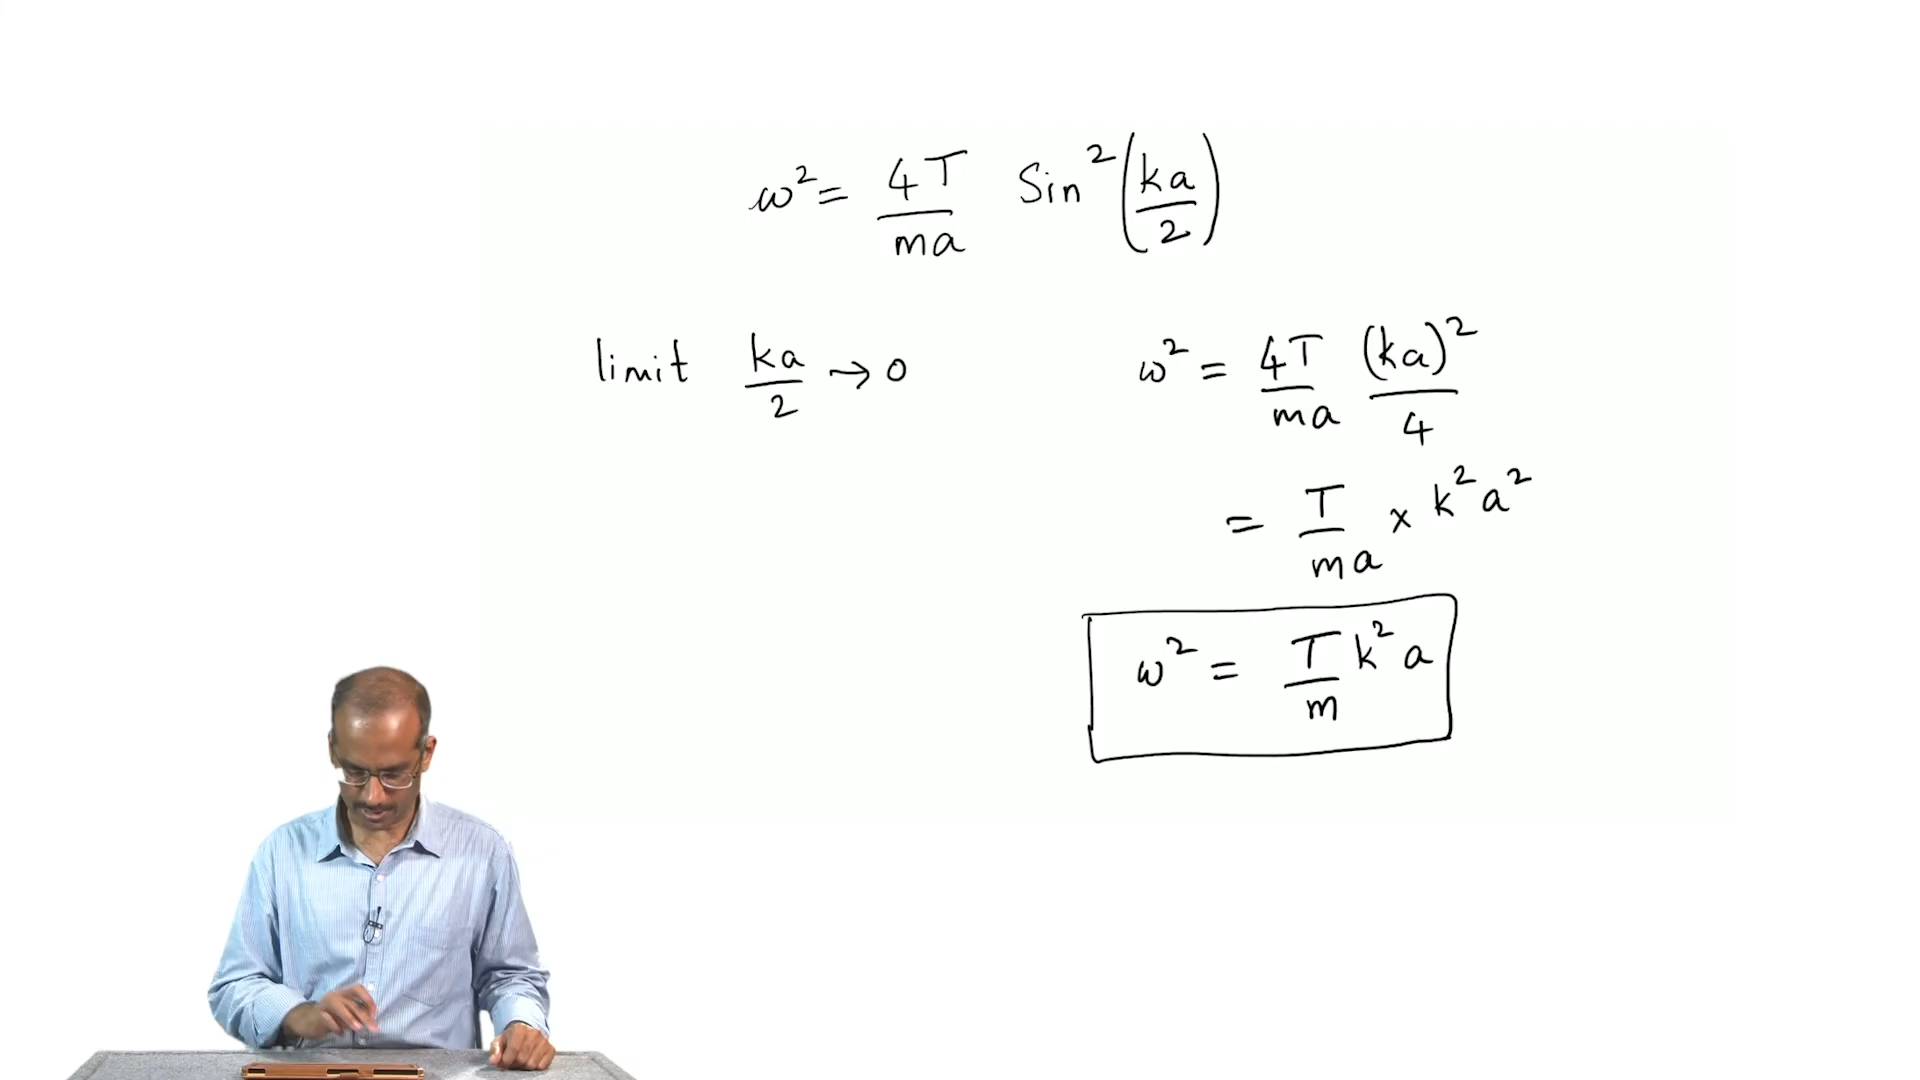 ω² = 4T/ma Sin²(ka/2)
limit ka/2 → 0
ω² = 4T/ma (ka)²/4
= T/ma × k²a²
ω² = T/m k²a